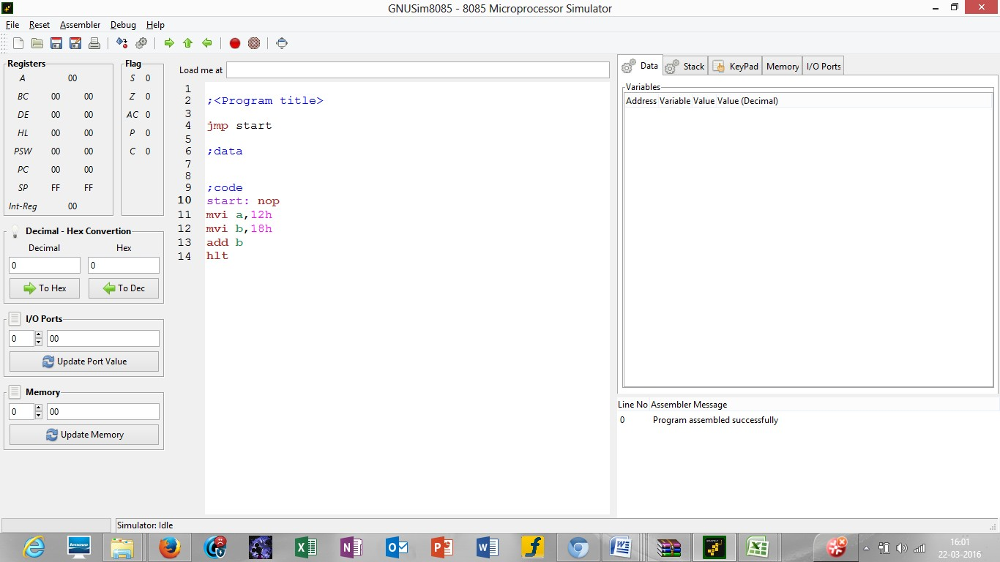 GNUSim8085 - 8085 Microprocessor Simulator
File Reset Assembler Debug Help
Registers
A 00
BC 00 00
DE 00 00
HL 00 00
PSW 00 00
PC 00 00
SP FF FF
Int-Reg 00
Flag
S 0
Z 0
AC 0
P 0
C 0
Decimal - Hex Convertion
Decimal Hex
0 0
To Hex To Dec
I/O Ports
0 00
Update Port Value
Memory
0 00
Update Memory
Load me at
1
2 ;<Program title>
3
4 jmp start
5
6 ;data
7
8
9 ;code
10 start: nop
11 mvi a,12h
12 mvi b,18h
13 add b
14 hlt
Data Stack KeyPad Memory I/O Ports
Variables
Address Variable Value Value (Decimal)
Line No Assembler Message
0 Program assembled successfully
Simulator: Idle
lenovo
16:01
22-03-2016